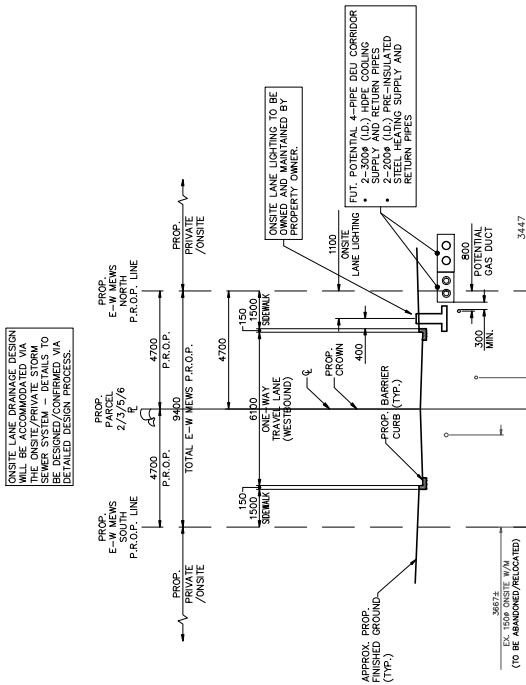 ONSITE LANE DRAINAGE DESIGN
WILL BE ACCOMMODATED VIA
THE ONSITE/PRIVATE STORM
SEWER SYSTEM - DETAILS TO
BE DESIGNED/CONFIRMED VIA
DETAILED DESIGN PROCESS.
PROP.
E-W MEWS
SOUTH
P.R.O.P. LINE
PROP.
PARCEL
2/3/5/6
PL
PROP.
E-W MEWS
NORTH
P.R.O.P. LINE
PROP.
PRIVATE
/ONSITE
4700
P.R.O.P.
4700
P.R.O.P.
PROP.
PRIVATE
/ONSITE
9400
TOTAL E-W MEWS P.R.O.P.
4700
150
1500
SIDEWALK
6100
ONE-WAY
TRAVEL LANE
(WESTBOUND)
150
1500
SIDEWALK
ONSITE LANE LIGHTING TO BE
OWNED AND MAINTAINED BY
PROPERTY OWNER.
1100
ONSITE
LANE LIGHTING
FUT. POTENTIAL 4-PIPE DEU CORRIDOR
• 2-300ø (I.D.) HDPE COOLING
SUPPLY AND RETURN PIPES
• 2-200ø (I.D.) PRE-INSULATED
STEEL HEATING SUPPLY AND
RETURN PIPES
CL
PROP.
CROWN
400
PROP. BARRIER
CURB (TYP.)
APPROX. PROP.
FINISHED GROUND
(TYP.)
300
MIN.
800
POTENTIAL
GAS DUCT
3447
3667±
EX. 150ø ONSITE W/M
(TO BE ABANDONED/RELOCATED)